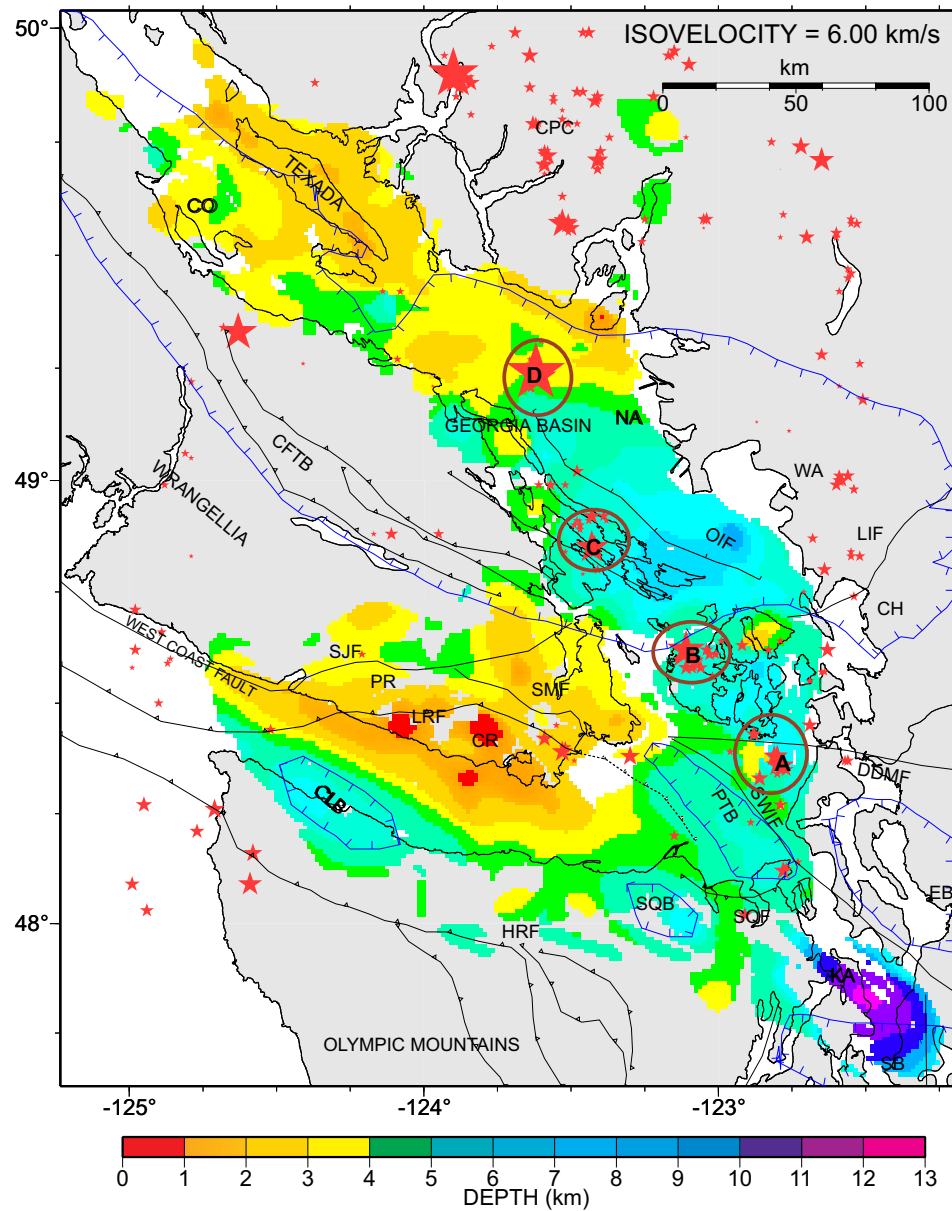 50°
ISOVELOCITY = 6.00 km/s
km
0 50 100
CPC
TEXADA
CO
D
NA
GEORGIA BASIN
49°
CFTB
WA
WRANGELLIA
OIF
LIF
C
CH
WEST COAST FAULT
SJF
B
PR
SMF
LRF
CR
A
DDMF
CLB
PTB
SWIF
EB
SQB
SQF
48°
HRF
KA
OLYMPIC MOUNTAINS
SB
-125° -124° -123°
0 1 2 3 4 5 6 7 8 9 10 11 12 13
DEPTH (km)